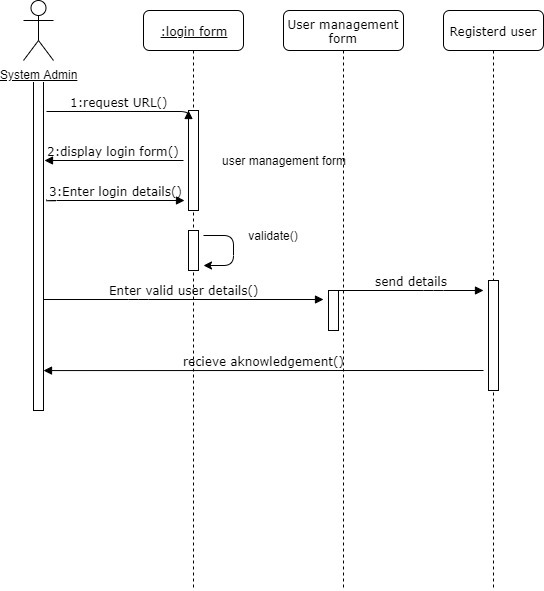 :login form
User management
form
Registerd user
System Admin
1:request URL()
2:display login form()
user management form
3:Enter login details()
validate()
send details
Enter valid user details()
recieve aknowledgement()